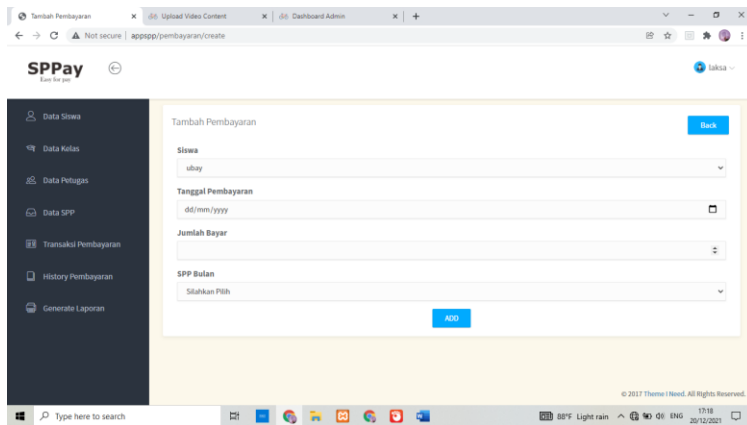 Tambah Pembayaran
Upload Video Content
Dashboard Admin
Not secure | appspp/pembayaran/create
SPPay
Easy for pay
laksa
Data Siswa
Data Kelas
Data Petugas
Data SPP
Transaksi Pembayaran
History Pembayaran
Generate Laporan
Tambah Pembayaran
Back
Siswa
ubay
Tanggal Pembayaran
dd/mm/yyyy
Jumlah Bayar
SPP Bulan
Silahkan Pilih
ADD
© 2017 Theme I Need. All Rights Reserved.
Type here to search
88°F Light rain
ENG
17:18
20/12/2021